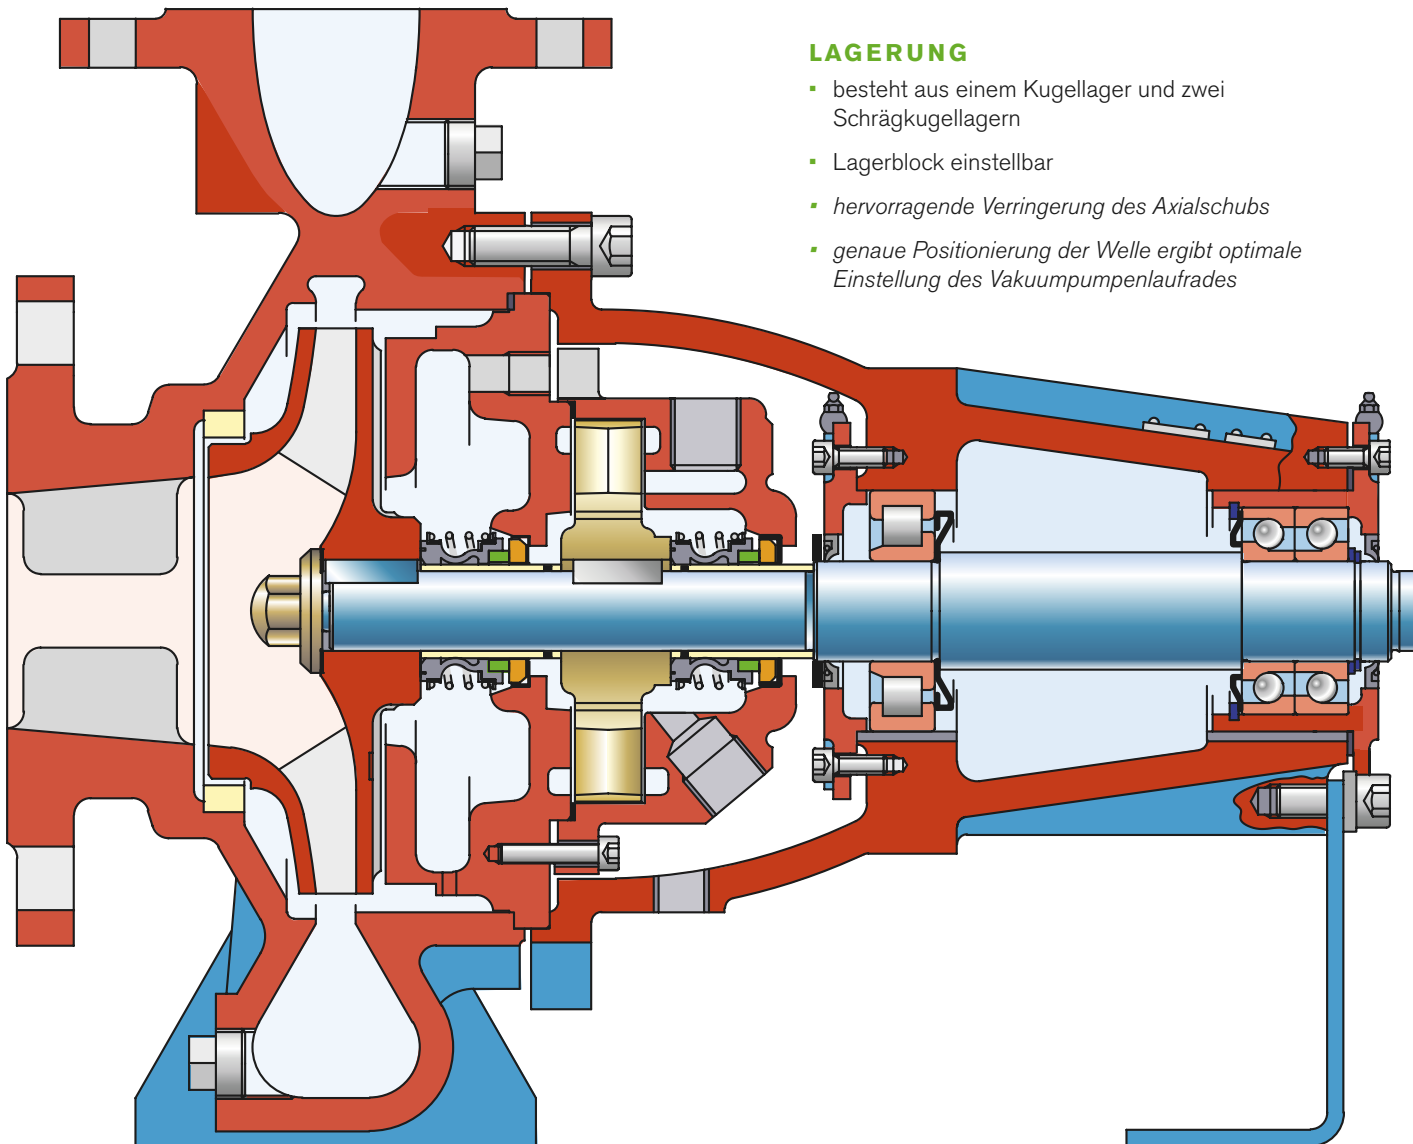 LAGERUNG
▪ besteht aus einem Kugellager und zwei
Schrägkugellagern
▪ Lagerblock einstellbar
▪ hervorragende Verringerung des Axialschubs
▪ genaue Positionierung der Welle ergibt optimale
Einstellung des Vakuumpumpenlaufrades